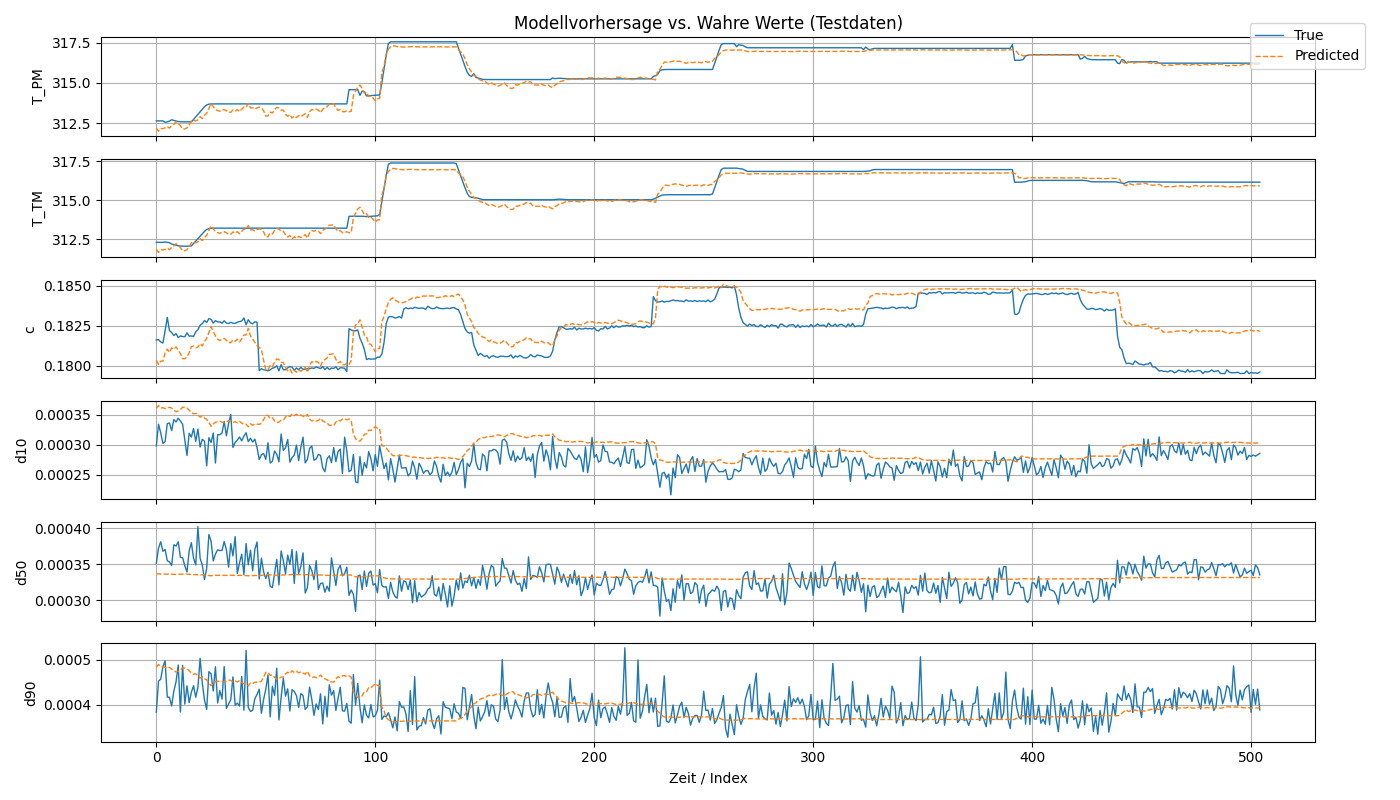 Modellvorhersage vs. Wahre Werte (Testdaten)
True
Predicted
T_PM
317.5
315.0
312.5
T_TM
317.5
315.0
312.5
c
0.1850
0.1825
0.1800
d10
0.00035
0.00030
0.00025
d50
0.00040
0.00035
0.00030
d90
0.0005
0.0004
0 100 200 300 400 500
Zeit / Index